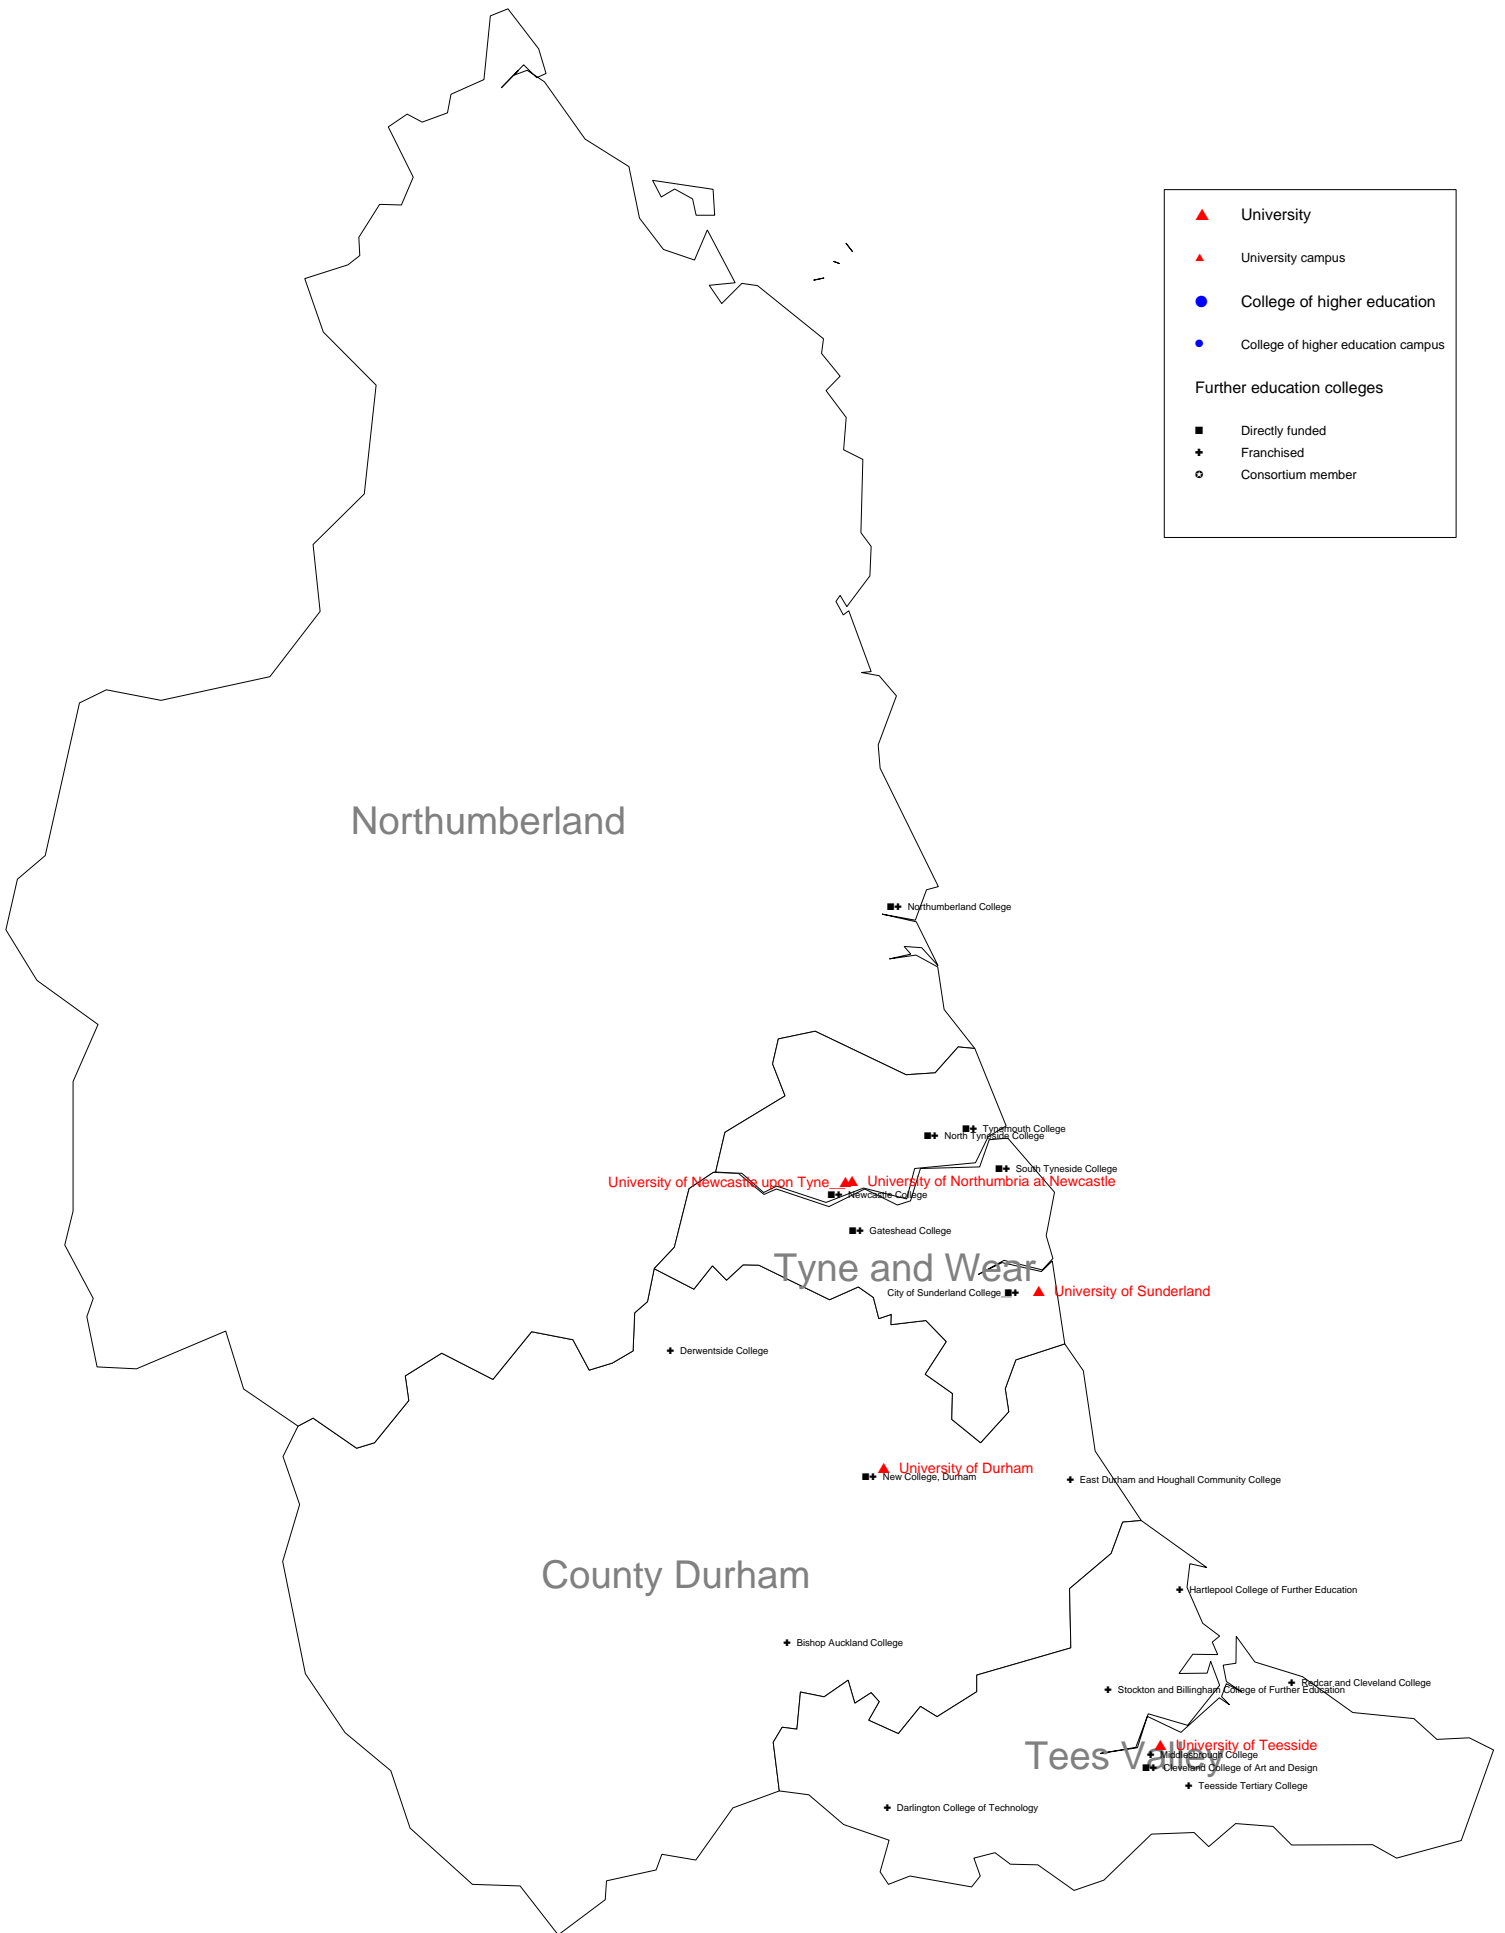 University
University campus
College of higher education
College of higher education campus
Further education colleges
Directly funded
Franchised
Consortium member
Northumberland
Northumberland College
Tynemouth College
North Tyneside College
South Tyneside College
University of Newcastle upon Tyne__
University of Northumbria at Newcastle
Newcastle College
Gateshead College
Tyne and Wear
City of Sunderland College__
University of Sunderland
Derwentside College
University of Durham
New College, Durham
East Durham and Houghall Community College
County Durham
Hartlepool College of Further Education
Bishop Auckland College
Redcar and Cleveland College
Stockton and Billingham College of Further Education
University of Teesside
Tees Valley
Middlesbrough College
Cleveland College of Art and Design
Teesside Tertiary College
Darlington College of Technology